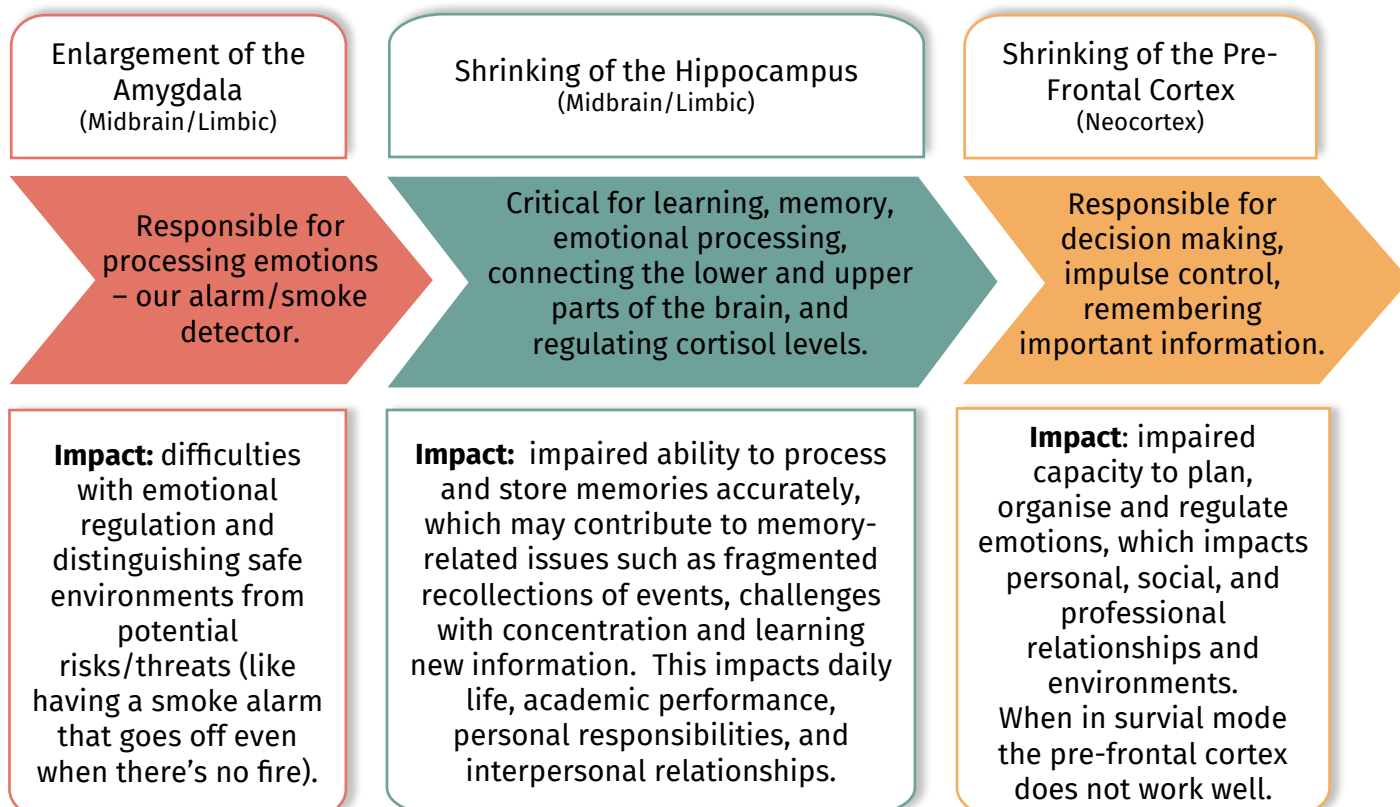 Enlargement of the
Amygdala
(Midbrain/Limbic)
Shrinking of the Hippocampus
(Midbrain/Limbic)
Shrinking of the Pre-
Frontal Cortex
(Neocortex)
Responsible for
processing emotions
– our alarm/smoke
detector.
Critical for learning, memory,
emotional processing,
connecting the lower and upper
parts of the brain, and
regulating cortisol levels.
Responsible for
decision making,
impulse control,
remembering
important information.
Impact: difficulties
with emotional
regulation and
distinguishing safe
environments from
potential
risks/threats (like
having a smoke alarm
that goes off even
when there’s no fire).
Impact:  impaired ability to process
and store memories accurately,
which may contribute to memory-
related issues such as fragmented
recollections of events, challenges
with concentration and learning
new information.  This impacts daily
life, academic performance,
personal responsibilities, and
interpersonal relationships.
Impact: impaired
capacity to plan,
organise and regulate
emotions, which impacts
personal, social, and
professional
relationships and
environments.
When in survial mode
the pre-frontal cortex
does not work well.